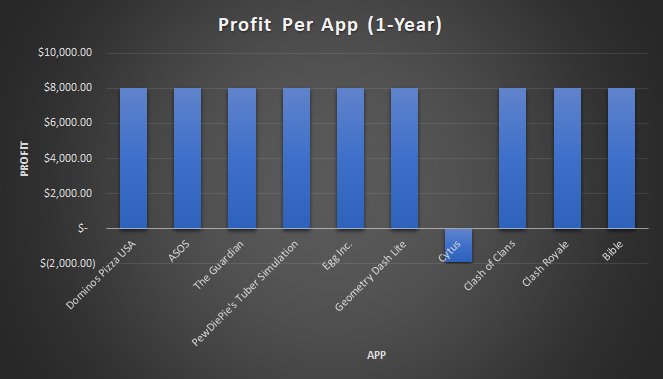 Profit Per App (1-Year)
$10,000.00
$8,000.00
$6,000.00
$4,000.00
$2,000.00
$-
$(2,000.00)
PROFIT
Dominos Pizza USA
ASOS
The Guardian
PewDiePie's Tuber Simulation
Egg Inc.
Geometry Dash Lite
Cytus
Clash of Clans
Clash Royale
Bible
APP